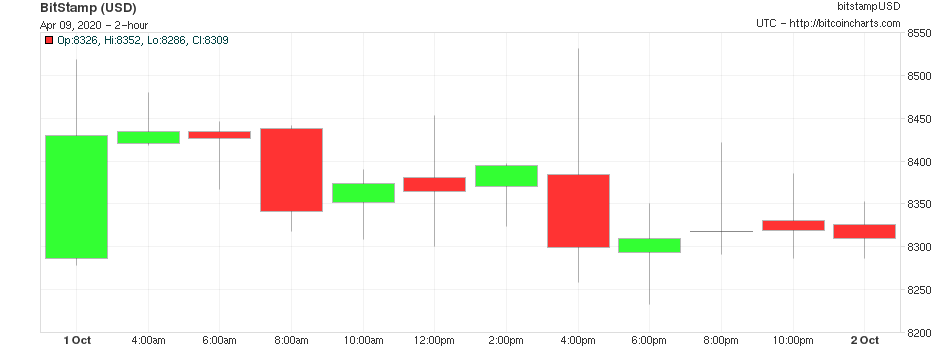 BitStamp (USD)
bitstampUSD
Apr 09, 2020 - 2-hour
UTC - http://bitcoincharts.com
Op:8326, Hi:8352, Lo:8286, Cl:8309
8550
8500
8450
8400
8350
8300
8250
8200
1 Oct 4:00am 6:00am 8:00am 10:00am 12:00pm 2:00pm 4:00pm 6:00pm 8:00pm 10:00pm 2 Oct